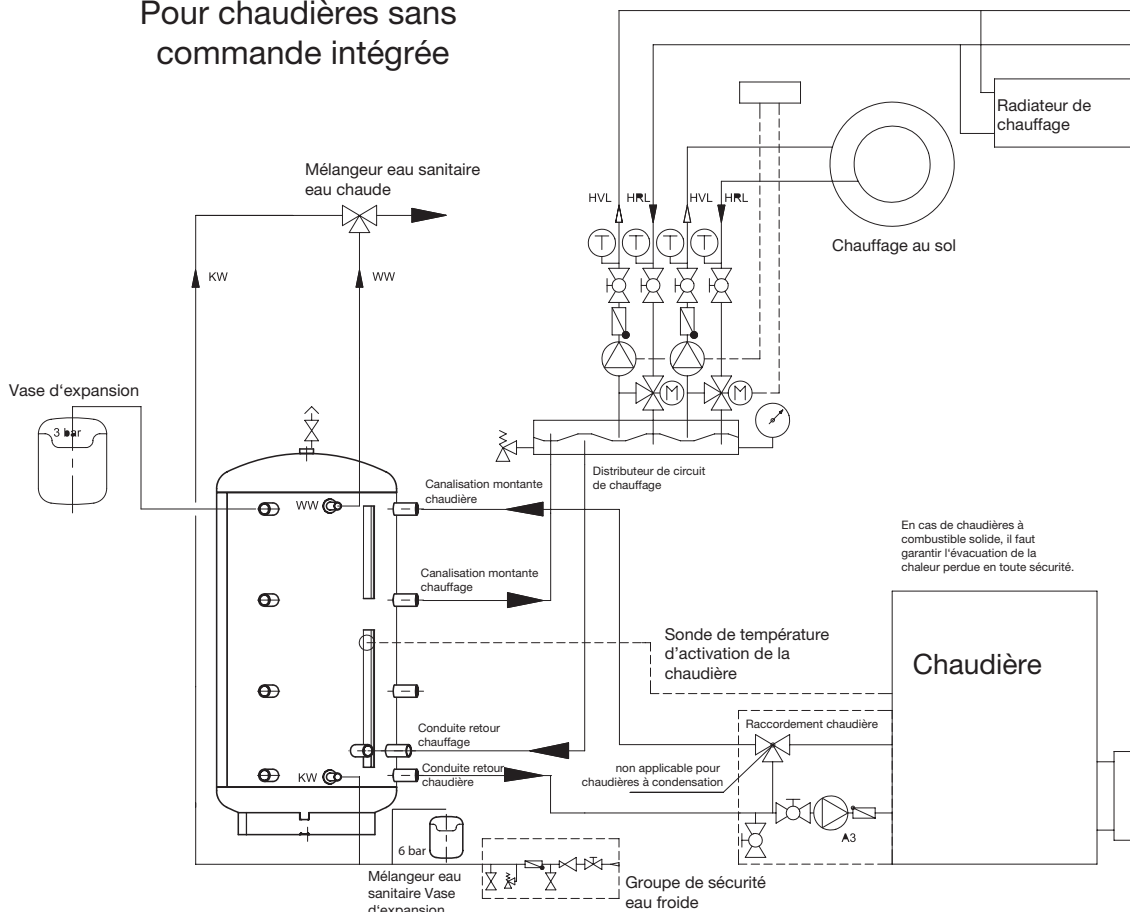 Pour chaudières sans
commande intégrée
Radiateur de
chauffage
Mélangeur eau sanitaire
eau chaude
HVL
HRL
HVL
HRL
T
T
T
T
Chauffage au sol
KW
WW
Vase d'expansion
3 bar
M
M
Distributeur de circuit
de chauffage
Canalisation montante
chaudière
WW
En cas de chaudières à
combustible solide, il faut
garantir l'évacuation de la
chaleur perdue en toute sécurité.
Canalisation montante
chauffage
Sonde de température
d'activation de la
chaudière
Chaudière
Raccordement chaudière
Conduite retour
chauffage
non applicable pour
chaudières à condensation
Conduite retour
chaudière
KW
A3
6 bar
Mélangeur eau
sanitaire Vase
d'expansion
Groupe de sécurité
eau froide